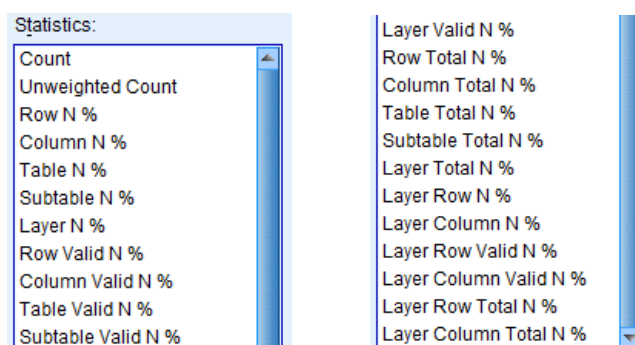 Statistics:
Count
Unweighted Count
Row N %
Column N %
Table N %
Subtable N %
Layer N %
Row Valid N %
Column Valid N %
Table Valid N %
Subtable Valid N %
Layer Valid N %
Row Total N %
Column Total N %
Table Total N %
Subtable Total N %
Layer Total N %
Layer Row N %
Layer Column N %
Layer Row Valid N %
Layer Column Valid N %
Layer Row Total N %
Layer Column Total N %